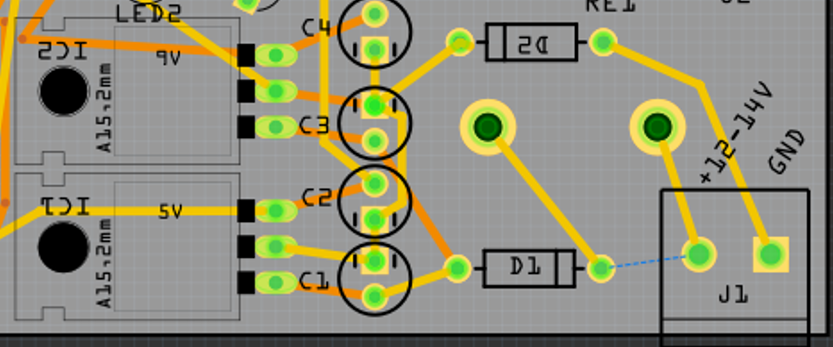 LED2
RE1
C4
D2
IC2
9V
A15,2mm
C3
+12-14V
GND
C2
IC1
5V
A15,2mm
D1
C1
J1